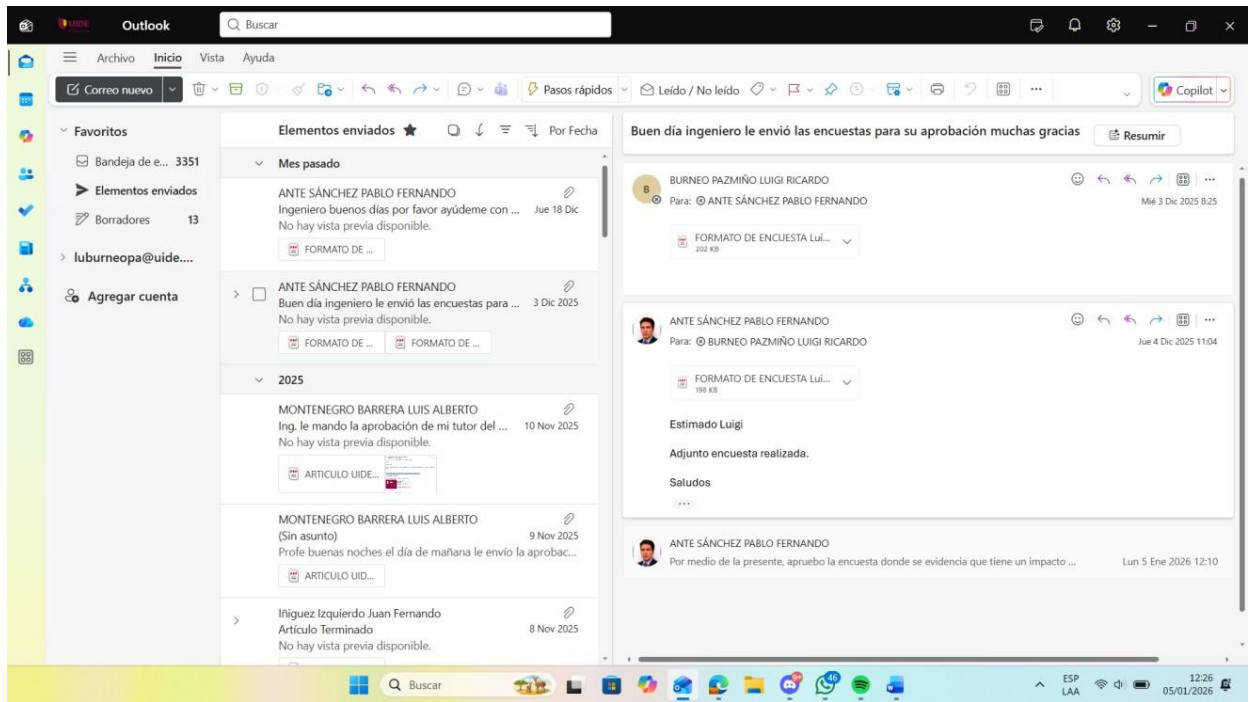 UIDE
Outlook
Buscar
Archivo Inicio Vista Ayuda
Correo nuevo
Pasos rápidos
Leído / No leído
Copilot
Favoritos
Bandeja de e... 3351
Elementos enviados
Borradores 13
luburneopa@uide....
Agregar cuenta
Elementos enviados
Por Fecha
Mes pasado
ANTE SÁNCHEZ PABLO FERNANDO
Ingeniero buenos días por favor ayúdeme con ... Jue 18 Dic
No hay vista previa disponible.
FORMATO DE ...
ANTE SÁNCHEZ PABLO FERNANDO
Buen día ingeniero le envió las encuestas para ... 3 Dic 2025
No hay vista previa disponible.
FORMATO DE ... FORMATO DE ...
2025
MONTENEGRO BARRERA LUIS ALBERTO
Ing. le mando la aprobación de mi tutor del ... 10 Nov 2025
No hay vista previa disponible.
ARTICULO UIDE...
MONTENEGRO BARRERA LUIS ALBERTO
(Sin asunto) 9 Nov 2025
Profe buenas noches el día de mañana le envío la aprobac...
ARTICULO UID...
Iñiguez Izquierdo Juan Fernando
Artículo Terminado 8 Nov 2025
No hay vista previa disponible.
Buen día ingeniero le envió las encuestas para su aprobación muchas gracias
Resumir
B
BURNEO PAZMIÑO LUIGI RICARDO
Para: ANTE SÁNCHEZ PABLO FERNANDO
Mié 3 Dic 2025 8:25
FORMATO DE ENCUESTA Lui...
202 KB
ANTE SÁNCHEZ PABLO FERNANDO
Para: BURNEO PAZMIÑO LUIGI RICARDO
Jue 4 Dic 2025 11:04
FORMATO DE ENCUESTA Lui...
198 KB
Estimado Luigi
Adjunto encuesta realizada.
Saludos
...
ANTE SÁNCHEZ PABLO FERNANDO
Por medio de la presente, apruebo la encuesta donde se evidencia que tiene un impacto ... Lun 5 Ene 2026 12:10
Buscar
46
ESP
LAA
12:26
05/01/2026